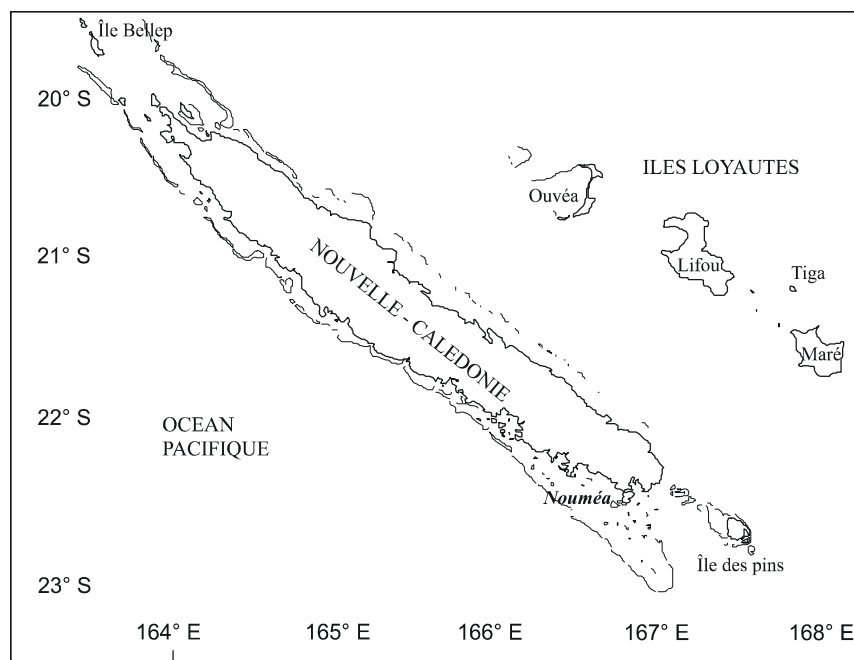 Île Bellep
20° S
ILES LOYAUTES
Ouvéa
21° S
NOUVELLE - CALEDONIE
Lifou
Tiga
Maré
22° S
OCEAN
PACIFIQUE
Nouméa
Île des pins
23° S
164° E
165° E
166° E
167° E
168° E